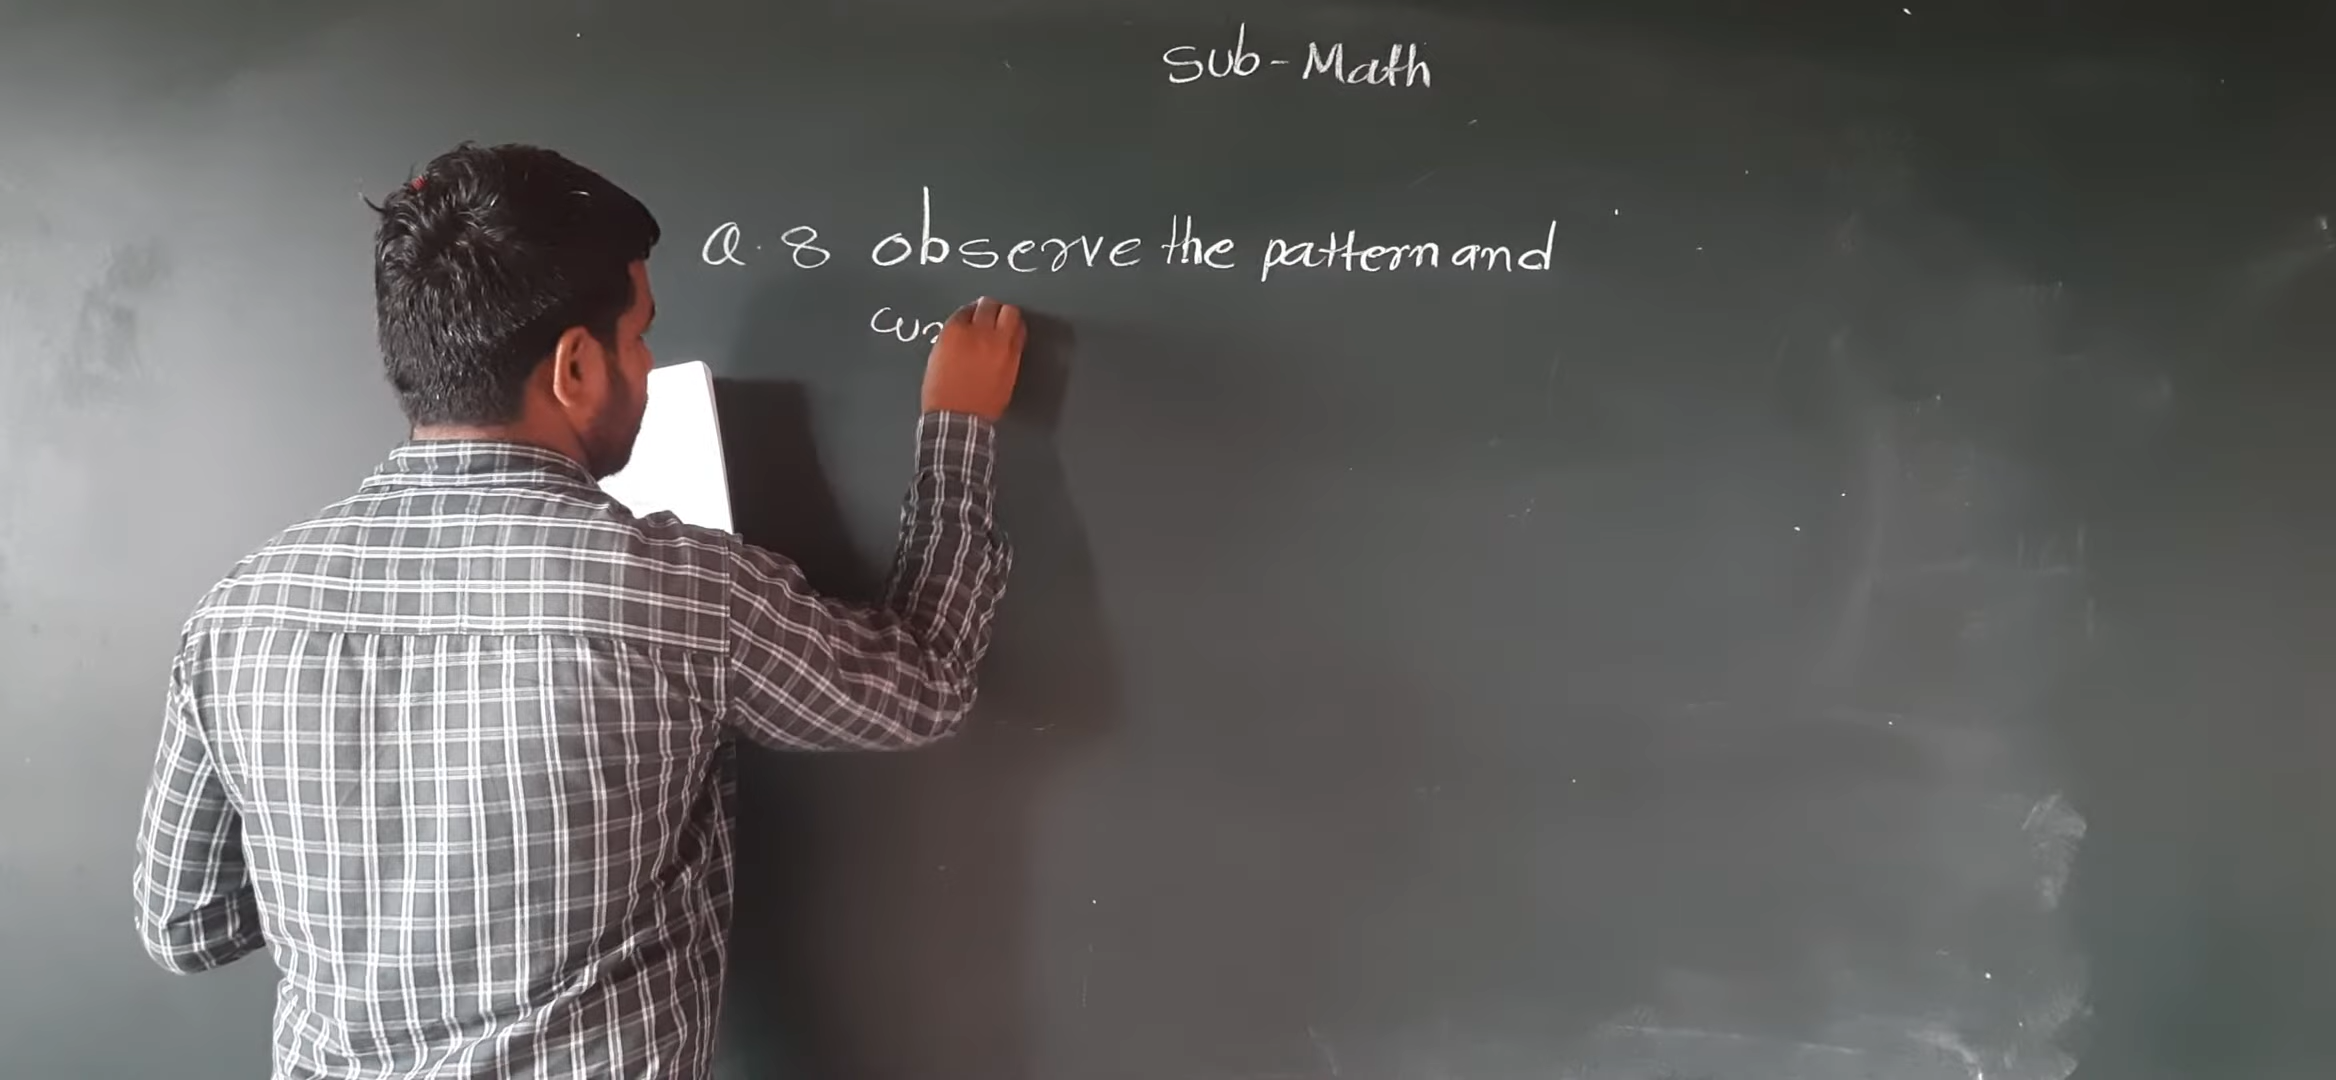 Sub-Math
Q.8 observe the pattern and